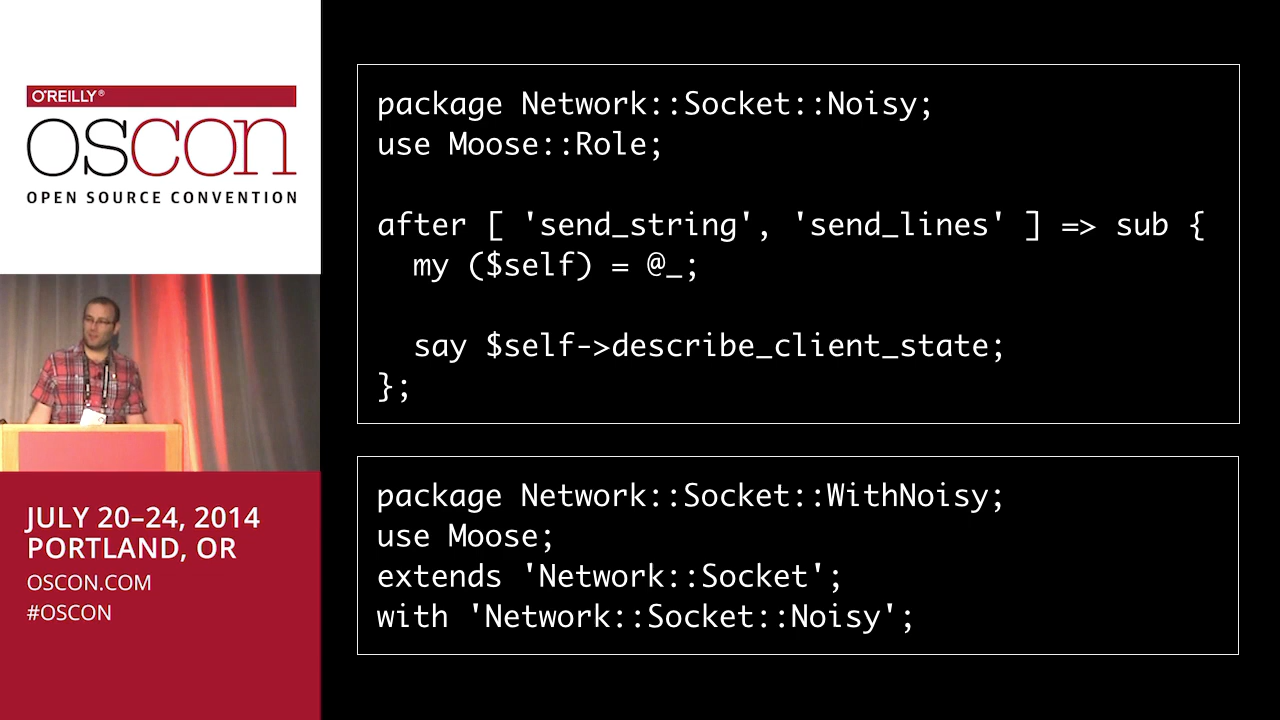 O'REILLY®
OSCON
OPEN SOURCE CONVENTION
JULY 20–24, 2014
PORTLAND, OR
OSCON.COM
#OSCON
package Network::Socket::Noisy;
use Moose::Role;
after [ 'send_string', 'send_lines' ] => sub {
  my ($self) = @_;
  say $self->describe_client_state;
};
package Network::Socket::WithNoisy;
use Moose;
extends 'Network::Socket';
with 'Network::Socket::Noisy';